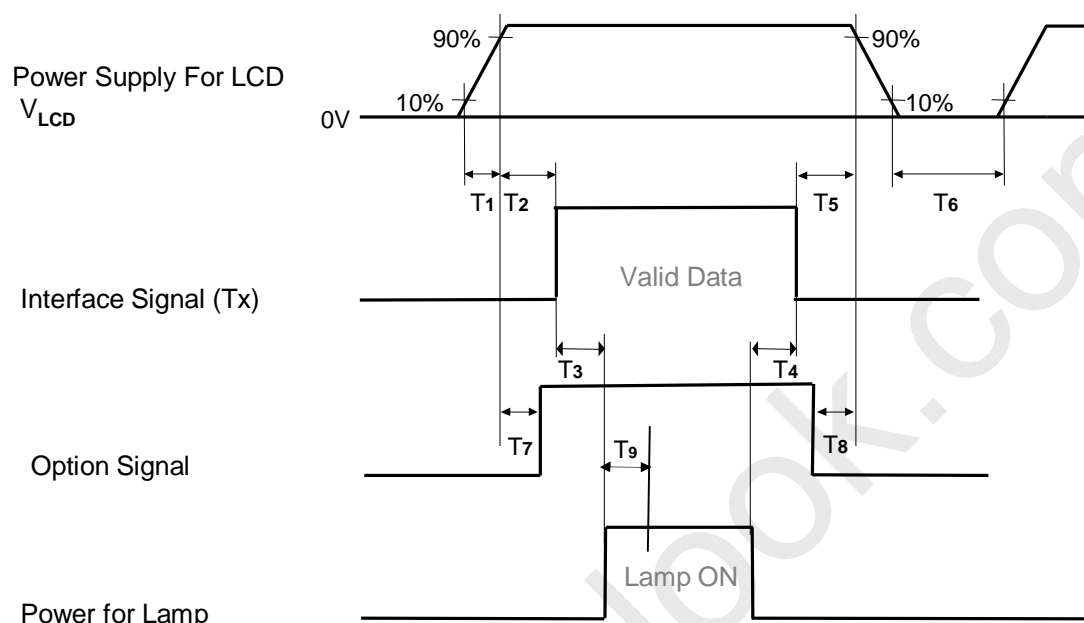 90%
90%
Power Supply For LCD
10%
10%
VLCD
0V
T1
T2
T5
T6
Valid Data
Interface Signal (Tx)
T3
T4
T7
T9
T8
Option Signal
Lamp ON
Power for Lamp